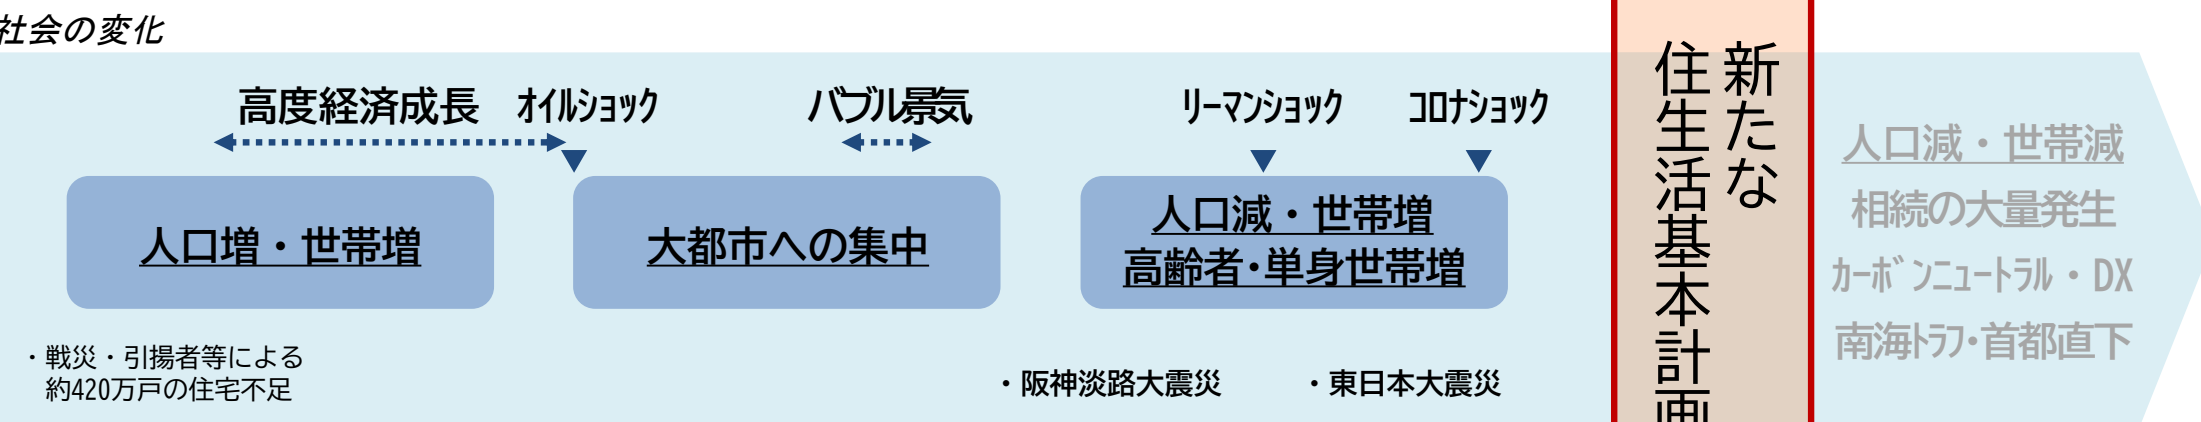 社会の変化
高度経済成長
オイルショック
バブル景気
リーマンショック
コロナショック
人口増・世帯増
大都市への集中
人口減・世帯増
高齢者・単身世帯増
・戦災・引揚者等による
約420万戸の住宅不足
・阪神淡路大震災
・東日本大震災
新たな
住生活基本計画
人口減・世帯減
相続の大量発生
カーボンニュートラル・DX
南海トラフ・首都直下